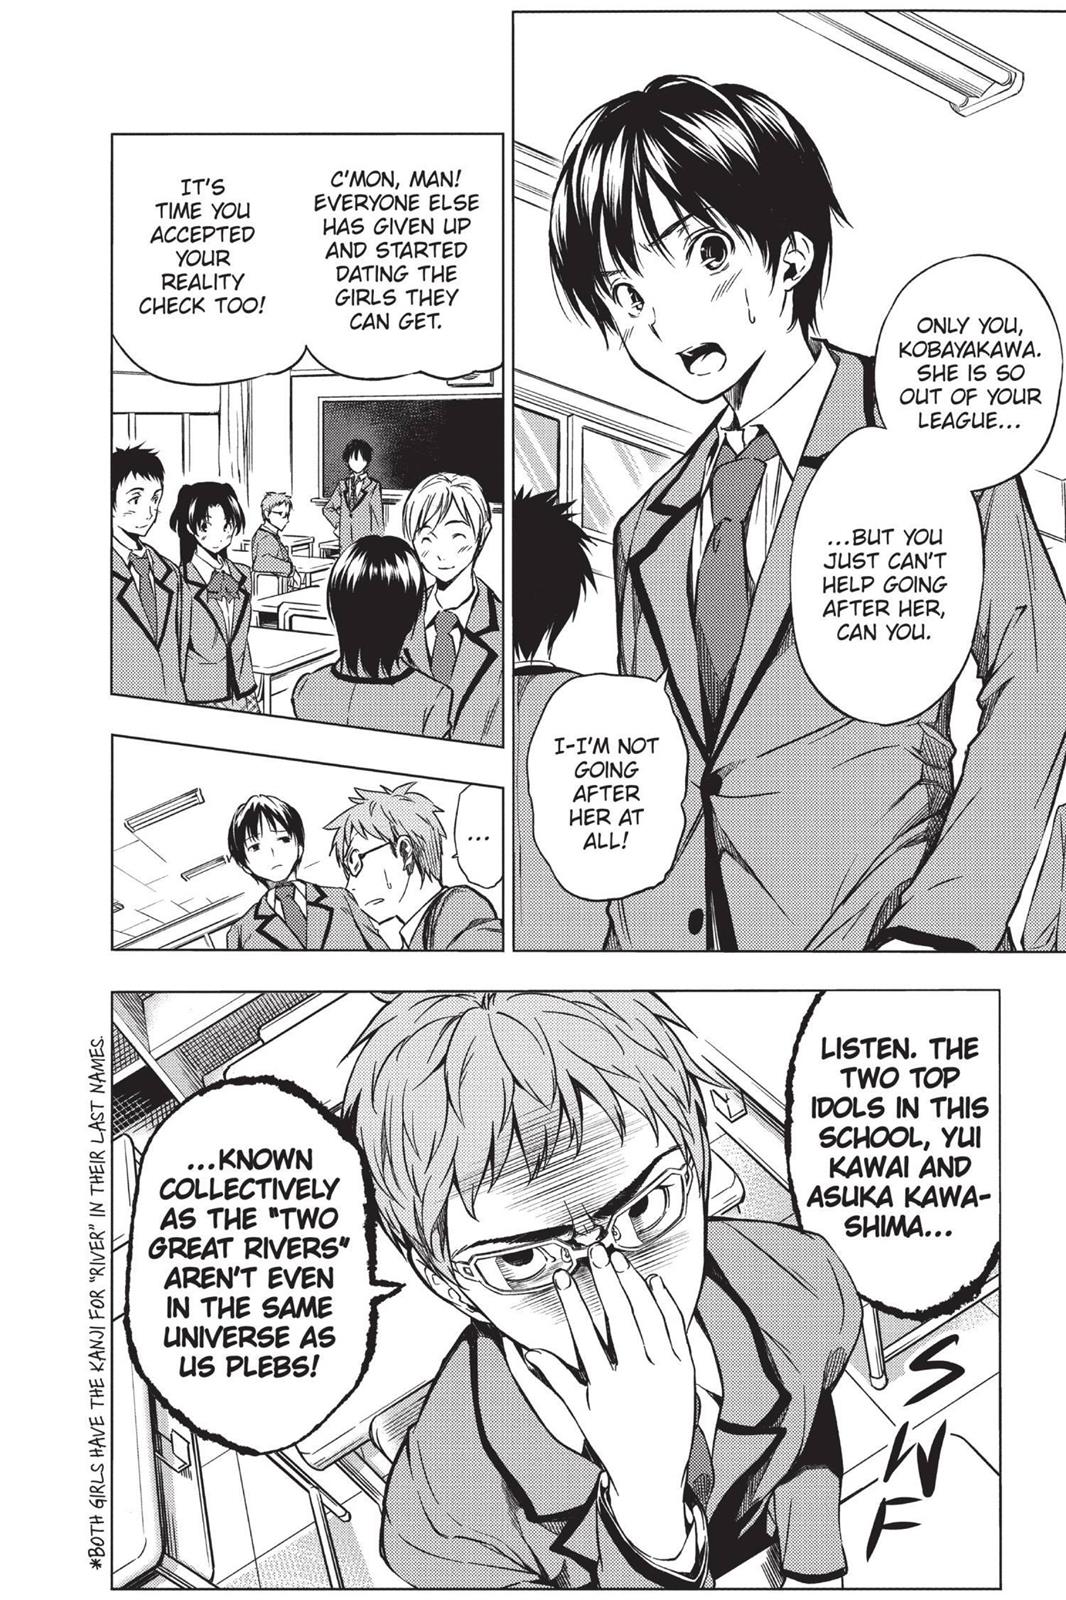 ONLY YOU,
KOBAYAKAWA.
SHE IS SO
OUT OF YOUR
LEAGUE...
...BUT YOU
JUST CAN'T
HELP GOING
AFTER HER,
CAN YOU.
I-I'M NOT
GOING
AFTER
HER AT
ALL!
C'MON, MAN!
EVERYONE ELSE
HAS GIVEN UP
AND STARTED
DATING THE
GIRLS THEY
CAN GET.
IT'S
TIME YOU
ACCEPTED
YOUR
REALITY
CHECK TOO!
...
LISTEN. THE
TWO TOP
IDOLS IN THIS
SCHOOL, YUI
KAWAI AND
ASUKA KAWA-
SHIMA...
...KNOWN
COLLECTIVELY
AS THE "TWO
GREAT RIVERS"
AREN'T EVEN
IN THE SAME
UNIVERSE AS
US PLEBS!
SWF
*BOTH GIRLS HAVE THE KANJI FOR "RIVER" IN THEIR LAST NAMES.